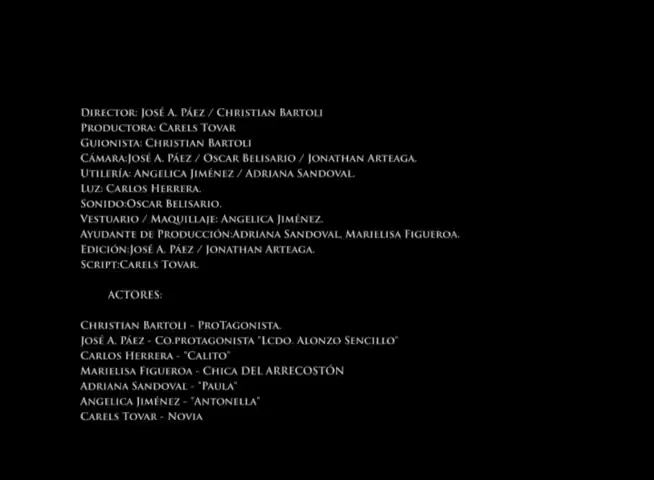 Director: José A. Páez / Christian Bartoli
Productora: Carels Tovar
Guionista: Christian Bartoli
Cámara:José A. Páez / Oscar Belisario / Jonathan Arteaga.
Utilería: Angelica Jiménez / Adriana Sandoval.
Luz: Carlos Herrera.
Sonido:Oscar Belisario.
Vestuario / Maquillaje: Angelica Jiménez.
Ayudante de Producción:Adriana Sandoval, Marielisa Figueroa.
Edición:José A. Páez / Jonathan Arteaga.
Script:Carels Tovar.
ACTORES:
Christian Bartoli - ProTagonista.
José A. Páez - Co.protagonista "Lcdo. Alonzo Sencillo"
Carlos Herrera - "Calito"
Marielisa Figueroa - Chica DEL ARRECOSTÓN
Adriana Sandoval - "Paula"
Angelica Jiménez - "Antonella"
Carels Tovar - Novia